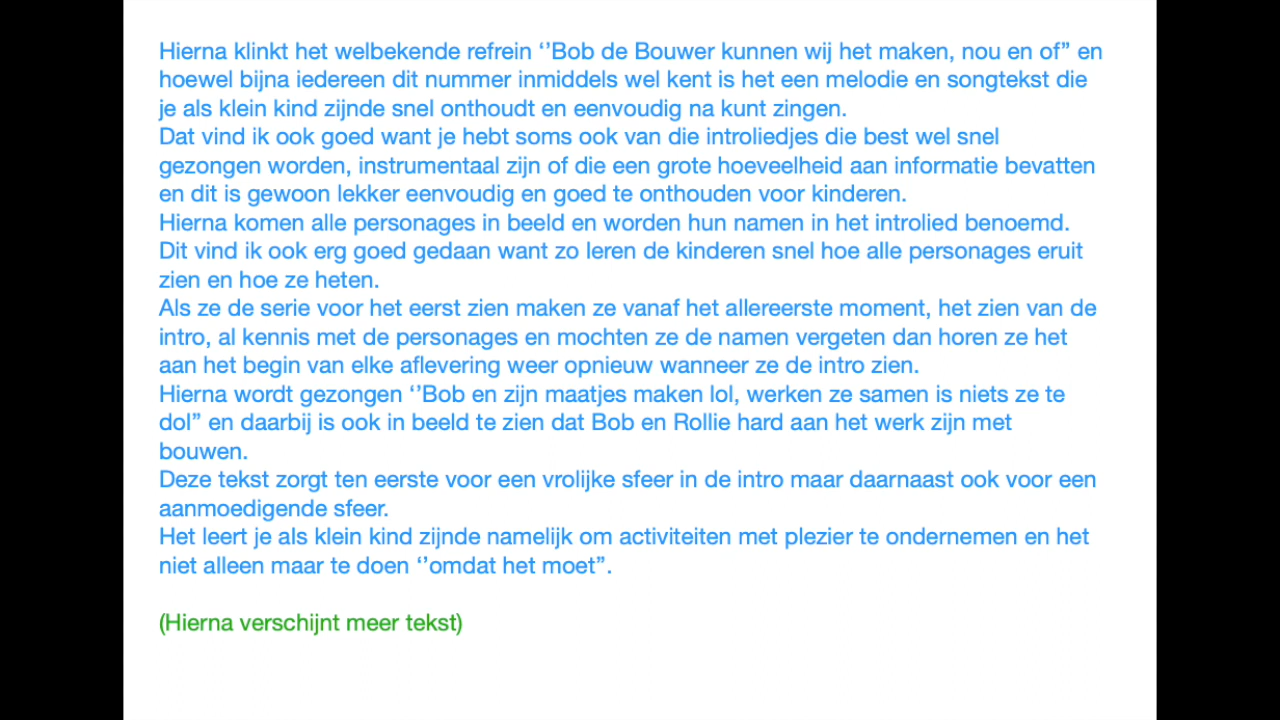 Hierna klinkt het welbekende refrein ‘’Bob de Bouwer kunnen wij het maken, nou en of” en
hoewel bijna iedereen dit nummer inmiddels wel kent is het een melodie en songtekst die
je als klein kind zijnde snel onthoudt en eenvoudig na kunt zingen.
Dat vind ik ook goed want je hebt soms ook van die introliedjes die best wel snel
gezongen worden, instrumentaal zijn of die een grote hoeveelheid aan informatie bevatten
en dit is gewoon lekker eenvoudig en goed te onthouden voor kinderen.
Hierna komen alle personages in beeld en worden hun namen in het introlied benoemd.
Dit vind ik ook erg goed gedaan want zo leren de kinderen snel hoe alle personages eruit
zien en hoe ze heten.
Als ze de serie voor het eerst zien maken ze vanaf het allereerste moment, het zien van de
intro, al kennis met de personages en mochten ze de namen vergeten dan horen ze het
aan het begin van elke aflevering weer opnieuw wanneer ze de intro zien.
Hierna wordt gezongen ‘’Bob en zijn maatjes maken lol, werken ze samen is niets ze te
dol” en daarbij is ook in beeld te zien dat Bob en Rollie hard aan het werk zijn met
bouwen.
Deze tekst zorgt ten eerste voor een vrolijke sfeer in de intro maar daarnaast ook voor een
aanmoedigende sfeer.
Het leert je als klein kind zijnde namelijk om activiteiten met plezier te ondernemen en het
niet alleen maar te doen ‘’omdat het moet”.
(Hierna verschijnt meer tekst)